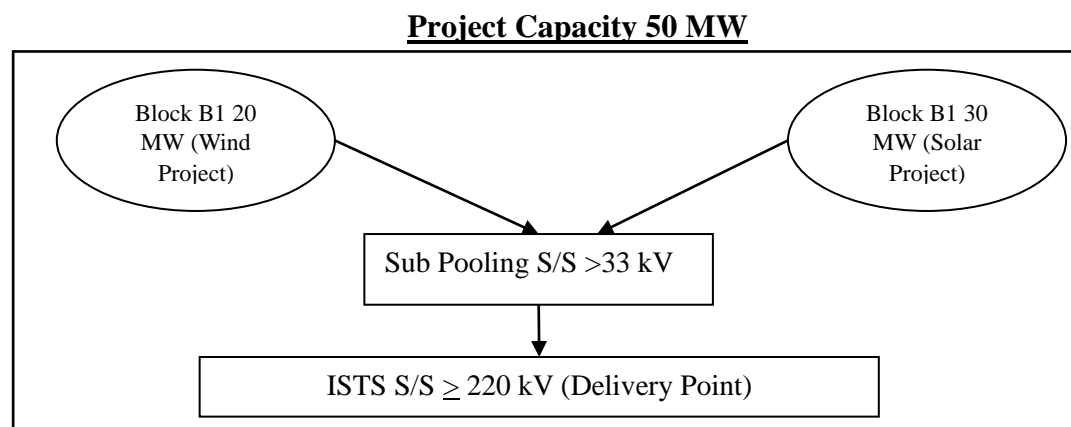 Project Capacity 50 MW
Block B1 20
MW (Wind
Project)
Block B1 30
MW (Solar
Project)
Sub Pooling S/S >33 kV
ISTS S/S ≥ 220 kV (Delivery Point)